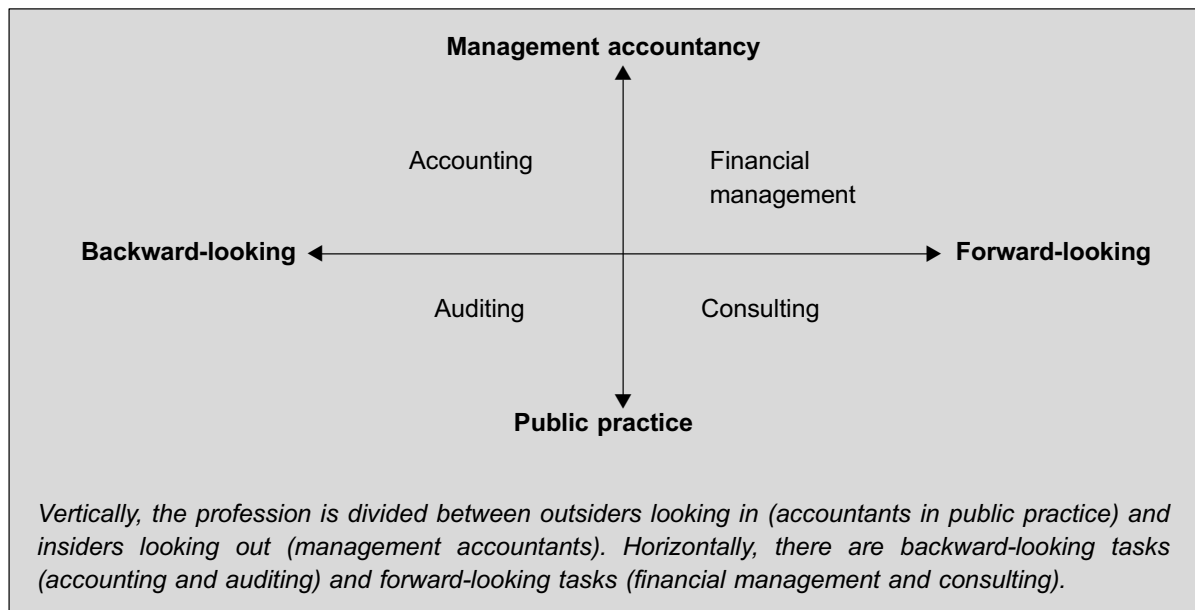 Management accountancy
Accounting
Financial
management
Backward-looking
Forward-looking
Auditing
Consulting
Public practice
Vertically, the profession is divided between outsiders looking in (accountants in public practice) and
insiders looking out (management accountants). Horizontally, there are backward-looking tasks
(accounting and auditing) and forward-looking tasks (financial management and consulting).